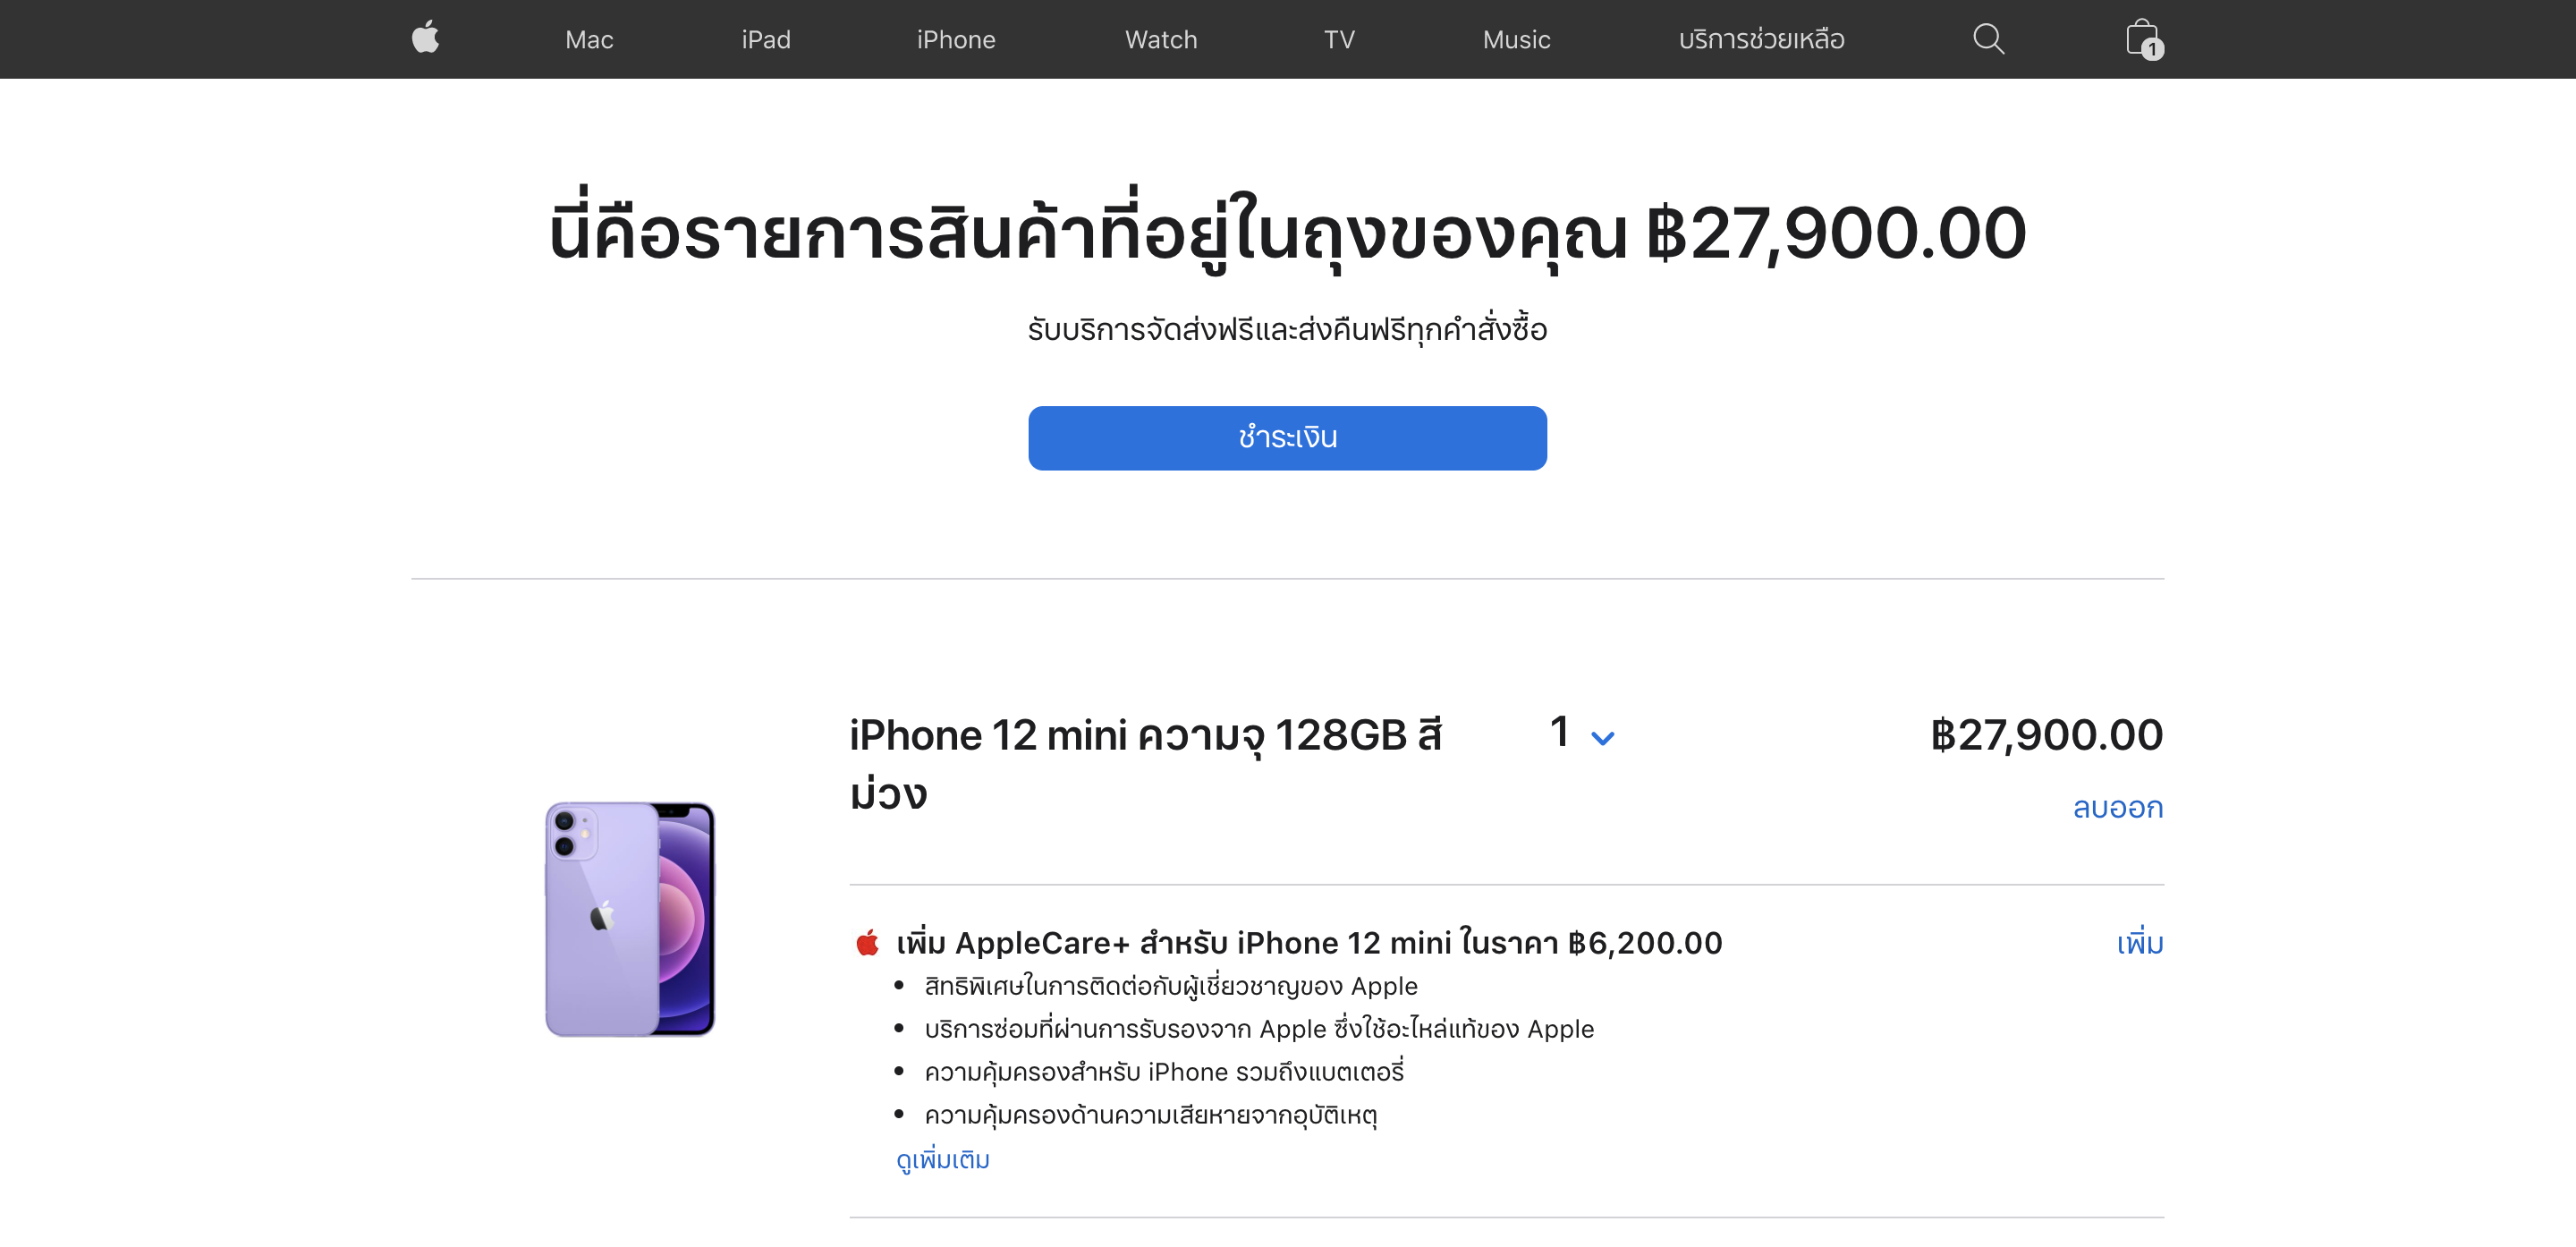 Mac iPad iPhone Watch TV Music บริการช่วยเหลือ 1
นี่คือรายการสินค้าที่อยู่ในถุงของคุณ ฿27,900.00
รับบริการจัดส่งฟรีและส่งคืนฟรีทุกคำสั่งซื้อ
ชำระเงิน
iPhone 12 mini ความจุ 128GB สี
ม่วง
1
฿27,900.00
ลบออก
เพิ่ม AppleCare+ สำหรับ iPhone 12 mini ในราคา ฿6,200.00
เพิ่ม
• สิทธิพิเศษในการติดต่อกับผู้เชี่ยวชาญของ Apple
• บริการซ่อมที่ผ่านการรับรองจาก Apple ซึ่งใช้อะไหล่แท้ของ Apple
• ความคุ้มครองสำหรับ iPhone รวมถึงแบตเตอรี่
• ความคุ้มครองด้านความเสียหายจากอุบัติเหตุ
ดูเพิ่มเติม